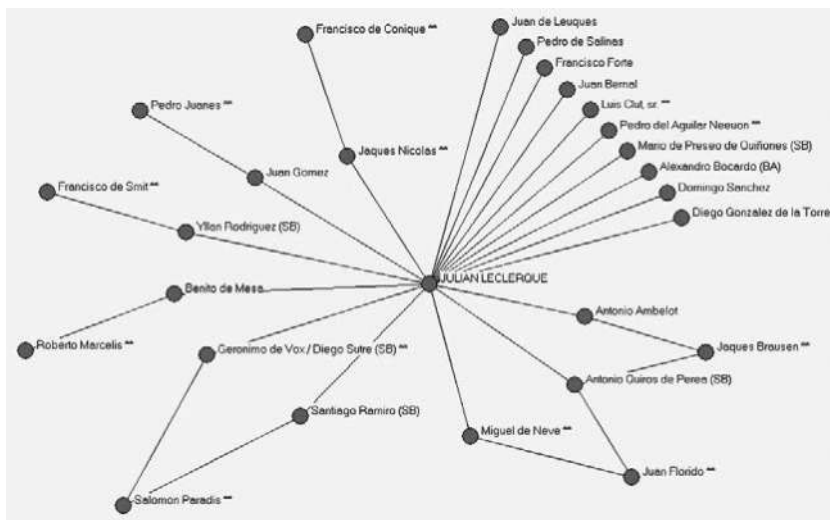 Juan de Leuques
Francisco de Conique **
Pedro de Salinas
Francisco Forte
Juan Bernal
Luis Clut, sr. **
Pedro Juanes **
Pedro del Aguilar Neeuon **
Mario de Preseo de Quiñones (SB)
Jaques Nicolas **
Alexandro Bocardo (BA)
Juan Gomez
Francisco de Smit **
Domingo Sanchez
Diego Gonzalez de la Torre
Yllan Rodriguez (SB)
JULIAN LECLERQUE
Benito de Mesa
Antonio Ambelot
Roberto Marcelis **
Geronimo de Vox / Diego Sutre (SB) **
Jaques Brausen **
Antonio Quiros de Perea (SB)
Santiago Ramiro (SB)
Miguel de Neve **
Juan Florido **
Salomon Paradis **